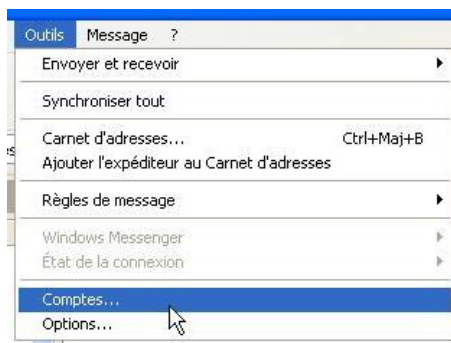 Outils Message ?
Envoyer et recevoir
Synchroniser tout
Carnet d'adresses... Ctrl+Maj+B
Ajouter l'expéditeur au Carnet d'adresses
Règles de message
Windows Messenger
État de la connexion
Comptes...
Options...